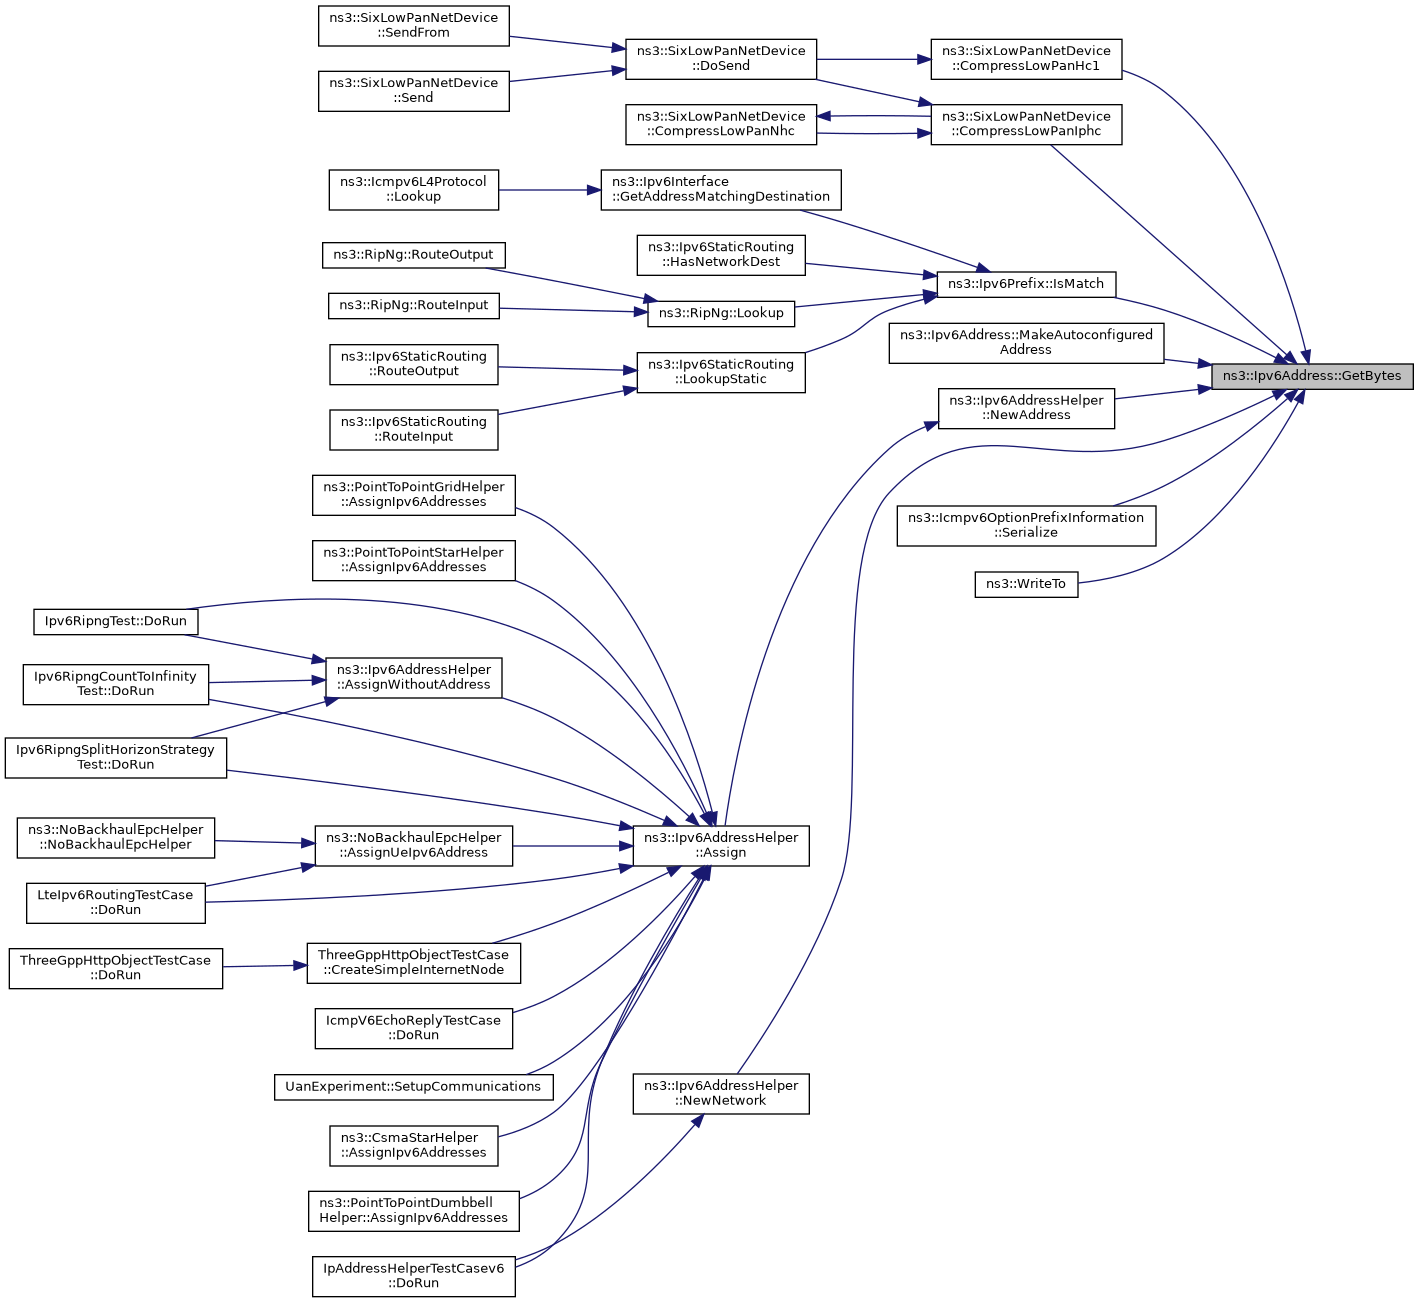 ns3::SixLowPanNetDevice
::SendFrom
ns3::SixLowPanNetDevice
::Send
ns3::SixLowPanNetDevice
::DoSend
ns3::SixLowPanNetDevice
::CompressLowPanHc1
ns3::SixLowPanNetDevice
::CompressLowPanNhc
ns3::SixLowPanNetDevice
::CompressLowPanIphc
ns3::Icmpv6L4Protocol
::Lookup
ns3::Ipv6Interface
::GetAddressMatchingDestination
ns3::RipNg::RouteOutput
ns3::Ipv6StaticRouting
::HasNetworkDest
ns3::Ipv6Prefix::IsMatch
ns3::RipNg::RouteInput
ns3::RipNg::Lookup
ns3::Ipv6Address::MakeAutoconfigured
Address
ns3::Ipv6StaticRouting
::RouteOutput
ns3::Ipv6StaticRouting
::LookupStatic
ns3::Ipv6Address::GetBytes
ns3::Ipv6StaticRouting
::RouteInput
ns3::Ipv6AddressHelper
::NewAddress
ns3::PointToPointGridHelper
::AssignIpv6Addresses
ns3::Icmpv6OptionPrefixInformation
::Serialize
ns3::PointToPointStarHelper
::AssignIpv6Addresses
ns3::WriteTo
Ipv6RipngTest::DoRun
Ipv6RipngCountToInfinity
Test::DoRun
ns3::Ipv6AddressHelper
::AssignWithoutAddress
Ipv6RipngSplitHorizonStrategy
Test::DoRun
ns3::NoBackhaulEpcHelper
::NoBackhaulEpcHelper
ns3::NoBackhaulEpcHelper
::AssignUeIpv6Address
ns3::Ipv6AddressHelper
::Assign
LteIpv6RoutingTestCase
::DoRun
ThreeGppHttpObjectTestCase
::DoRun
ThreeGppHttpObjectTestCase
::CreateSimpleInternetNode
IcmpV6EchoReplyTestCase
::DoRun
UanExperiment::SetupCommunications
ns3::Ipv6AddressHelper
::NewNetwork
ns3::CsmaStarHelper
::AssignIpv6Addresses
ns3::PointToPointDumbbell
Helper::AssignIpv6Addresses
IpAddressHelperTestCasev6
::DoRun